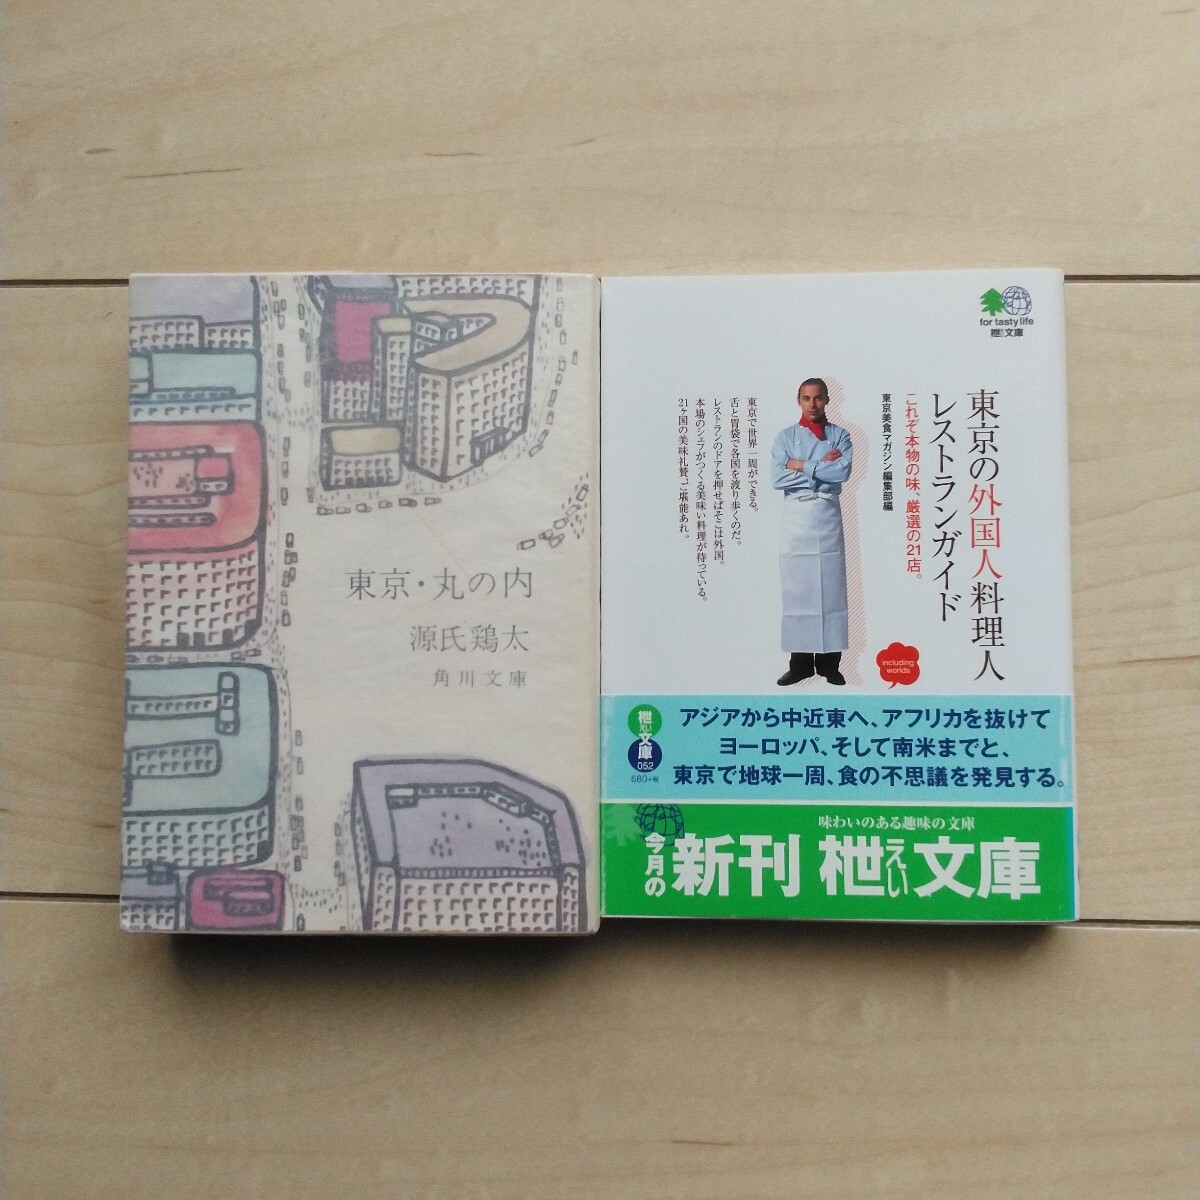 東京・丸の内
源氏鶏太
角川文庫
for tasty life
枻文庫
東京の外国人料理人
レストランガイド
これぞ本物の味、厳選の21店。
東京美食マガジン編集部編
東京で世界一周ができる。
舌と胃袋で各国を渡り歩くのだ。
レストランのドアを押せばそこは外国。
本場のシェフがつくる美味い料理が待っている。
21ヶ国の美味礼賛、ご堪能あれ。
including
worlds
枻えい文庫
052
680+税
アジアから中近東へ、アフリカを抜けて
ヨーロッパ、そして南米までと、
東京で地球一周、食の不思議を発見する。
味わいのある趣味の文庫
今月の新刊 枻えい文庫